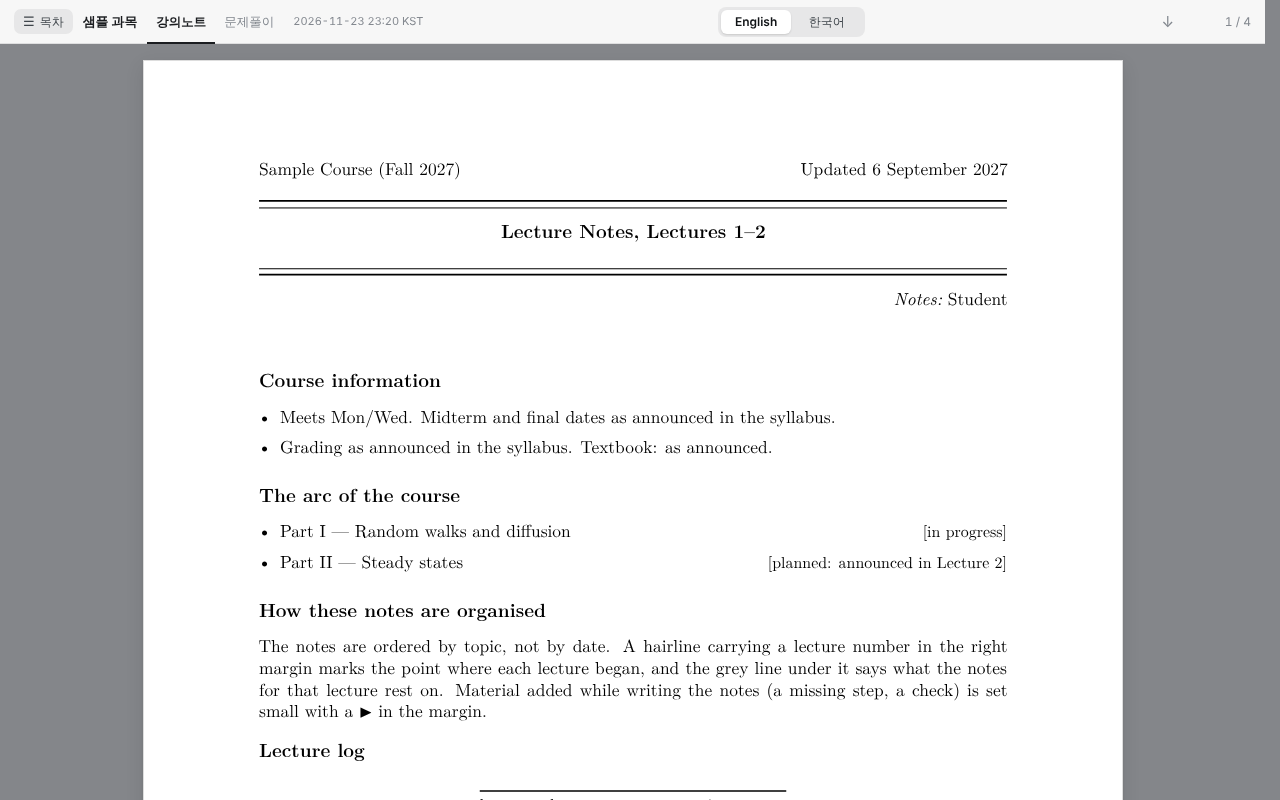 ☰ 목차 샘플 과목 강의노트 문제풀이 2026-11-23 23:20 KST English 한국어 ↓ 1 / 4
Sample Course (Fall 2027) Updated 6 September 2027
Lecture Notes, Lectures 1–2
Notes: Student
Course information
• Meets Mon/Wed. Midterm and final dates as announced in the syllabus.
• Grading as announced in the syllabus. Textbook: as announced.
The arc of the course
• Part I — Random walks and diffusion [in progress]
• Part II — Steady states [planned: announced in Lecture 2]
How these notes are organised
The notes are ordered by topic, not by date. A hairline carrying a lecture number in the right
margin marks the point where each lecture began, and the grey line under it says what the notes
for that lecture rest on. Material added while writing the notes (a missing step, a check) is set
small with a ▶ in the margin.
Lecture log